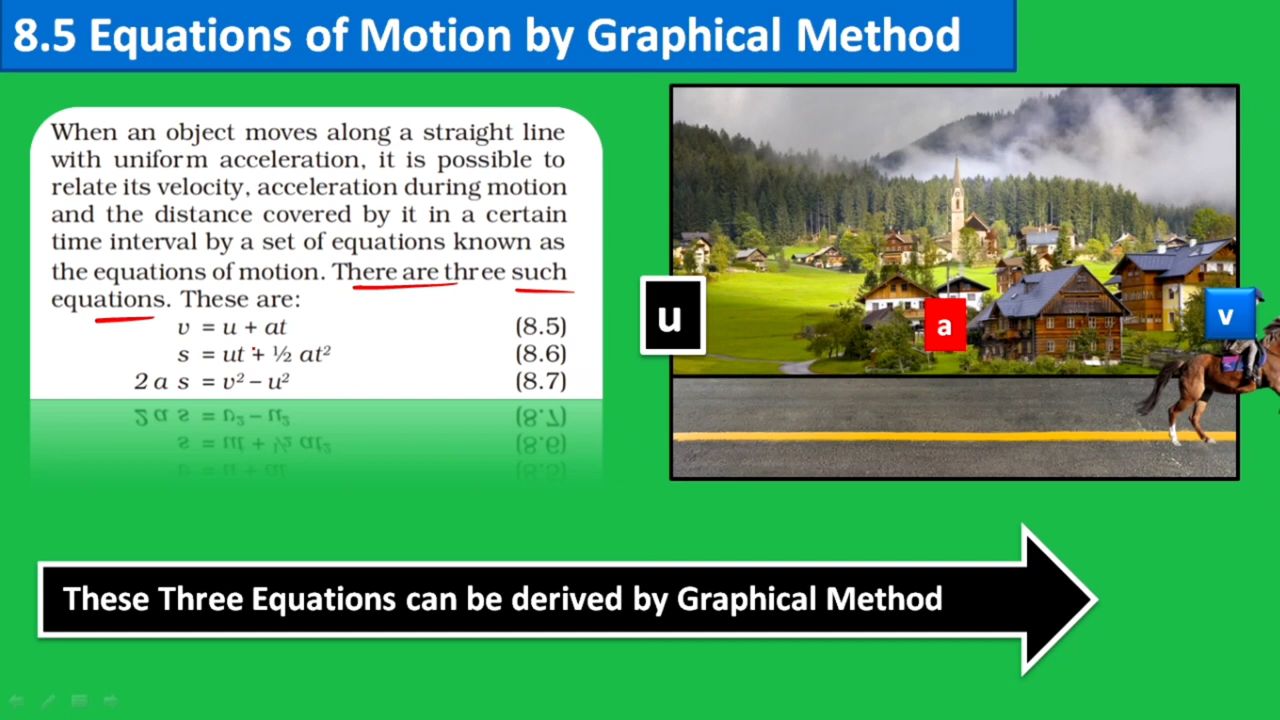 8.5 Equations of Motion by Graphical Method
When an object moves along a straight line
with uniform acceleration, it is possible to
relate its velocity, acceleration during motion
and the distance covered by it in a certain
time interval by a set of equations known as
the equations of motion. There are three such
equations. These are:
v = u + at (8.5)
s = ut + ½ at² (8.6)
2 a s = v² – u² (8.7)
u
a
v
These Three Equations can be derived by Graphical Method